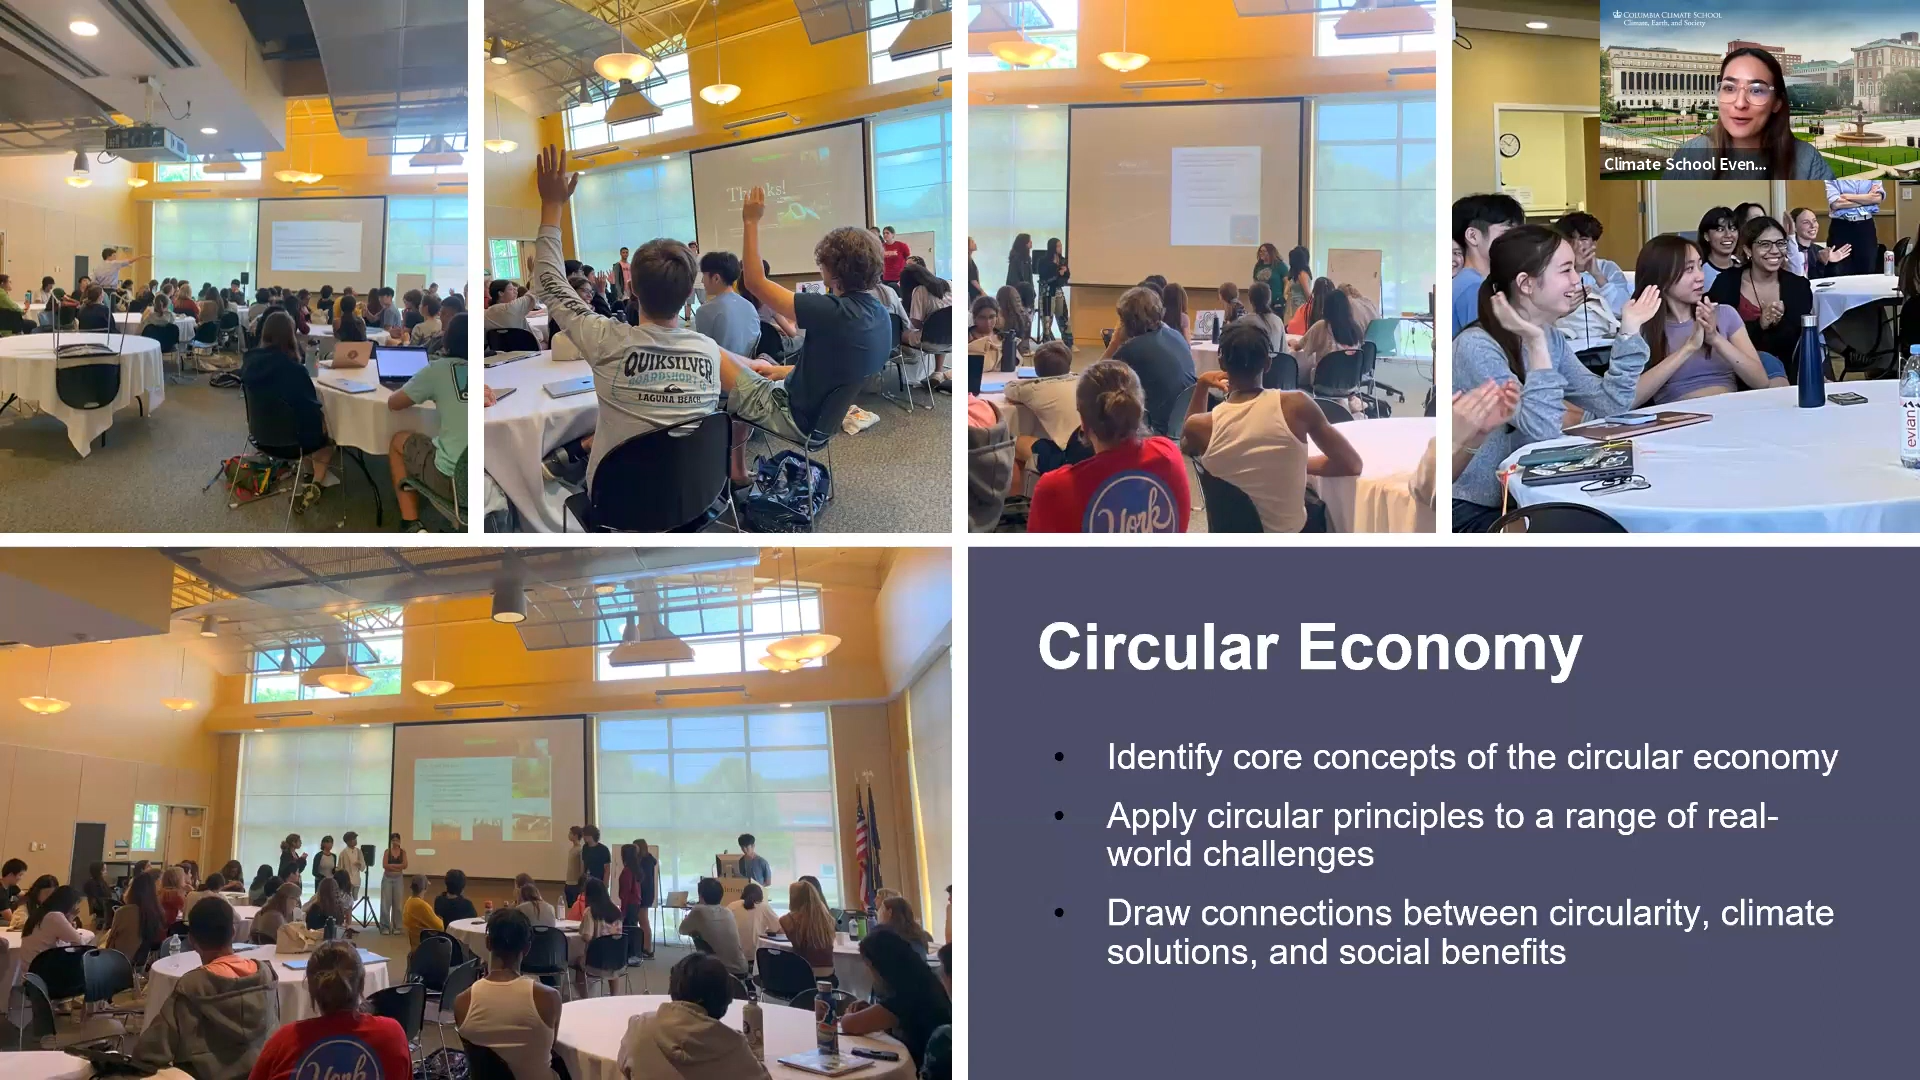 COLUMBIA CLIMATE SCHOOL
Climate, Earth, and Society
Climate School Even...
Thanks!
QUIKSILVER
BOARDSHORT
LAGUNA BEACH
York
evian
York
Circular Economy
• Identify core concepts of the circular economy
• Apply circular principles to a range of real-
world challenges
• Draw connections between circularity, climate
solutions, and social benefits